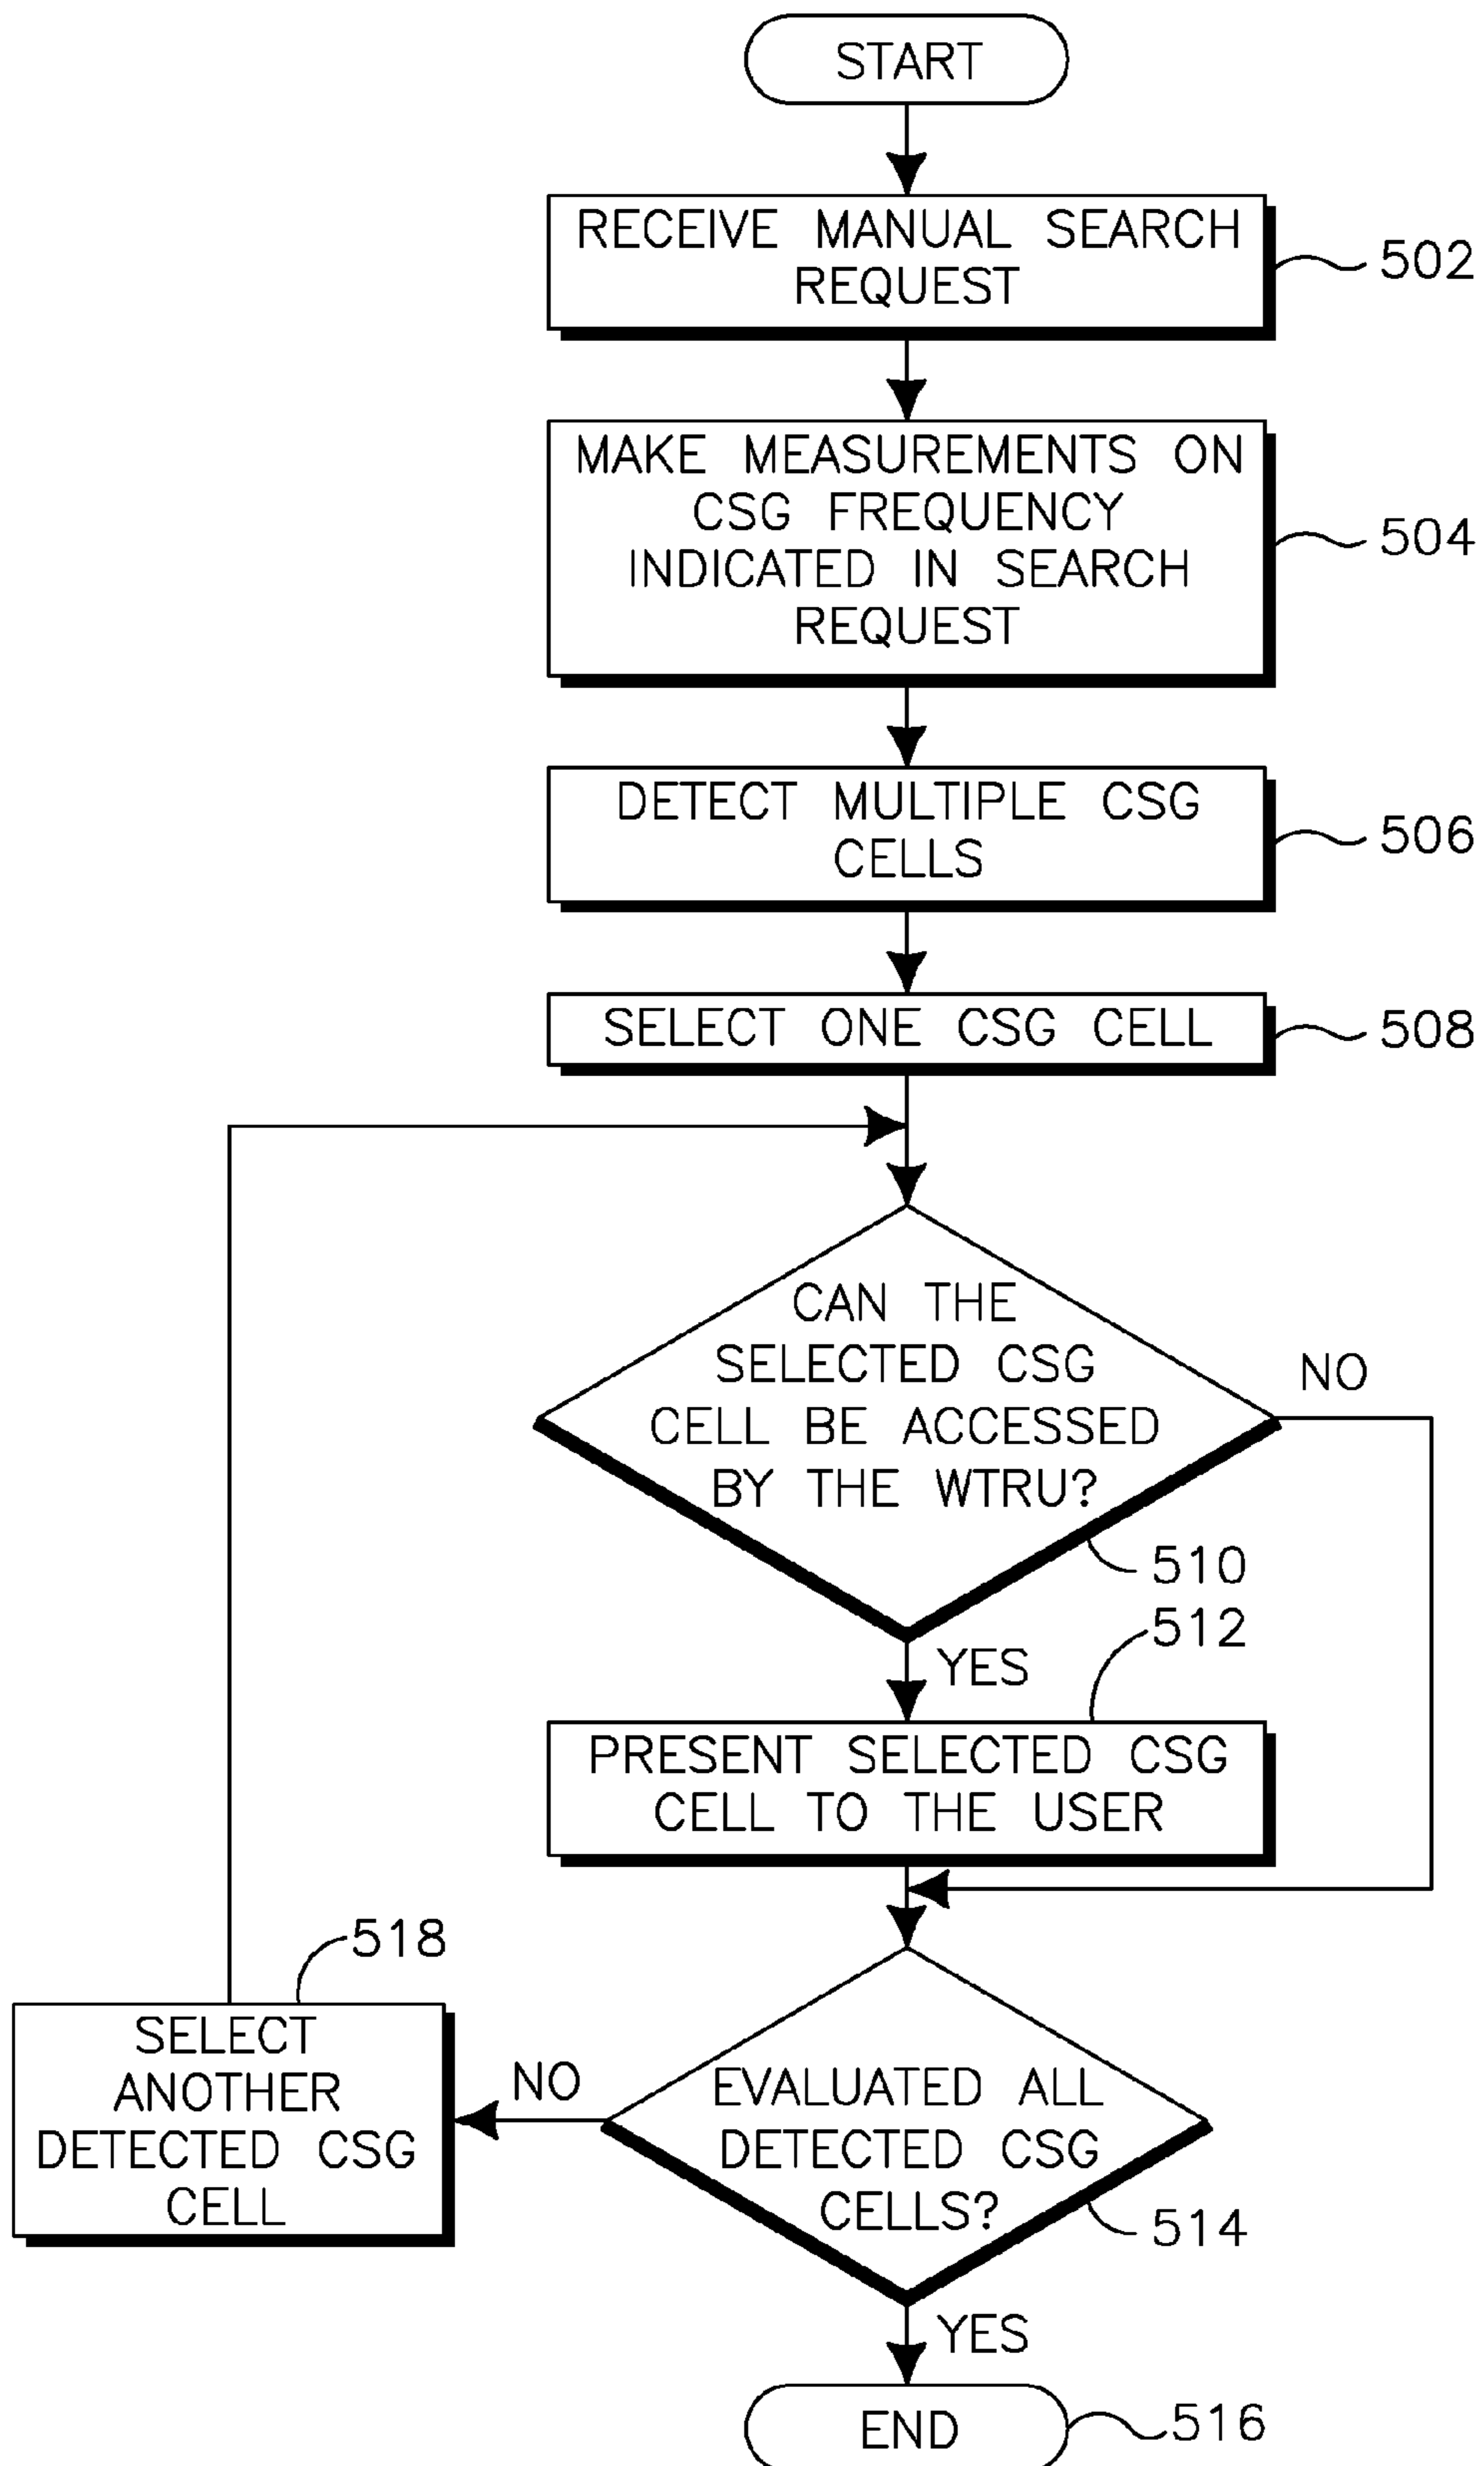 START
RECEIVE MANUAL SEARCH
REQUEST
502
MAKE MEASUREMENTS ON
CSG FREQUENCY
INDICATED IN SEARCH
REQUEST
504
DETECT MULTIPLE CSG
CELLS
506
SELECT ONE CSG CELL
508
CAN THE
SELECTED CSG
CELL BE ACCESSED
BY THE WTRU?
NO
510
512
YES
PRESENT SELECTED CSG
CELL TO THE USER
518
SELECT
ANOTHER
DETECTED CSG
CELL
NO
EVALUATED ALL
DETECTED CSG
CELLS?
514
YES
END
516